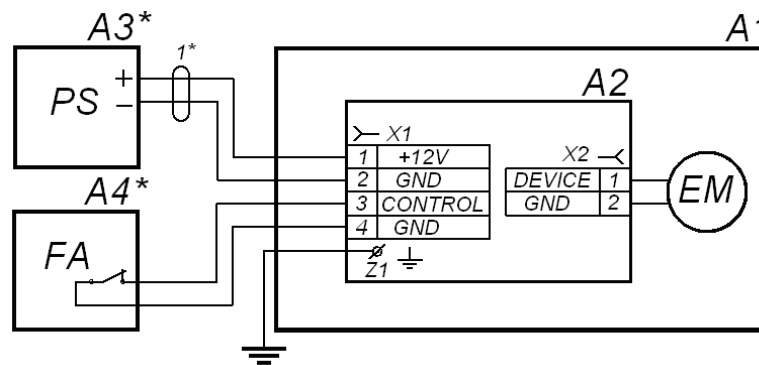 A3*
1*
A1
PS
+
−
A2
X1
X2
1 +12V
2 GND
3 CONTROL
4 GND
DEVICE 1
GND 2
EM
A4*
FA
Z1